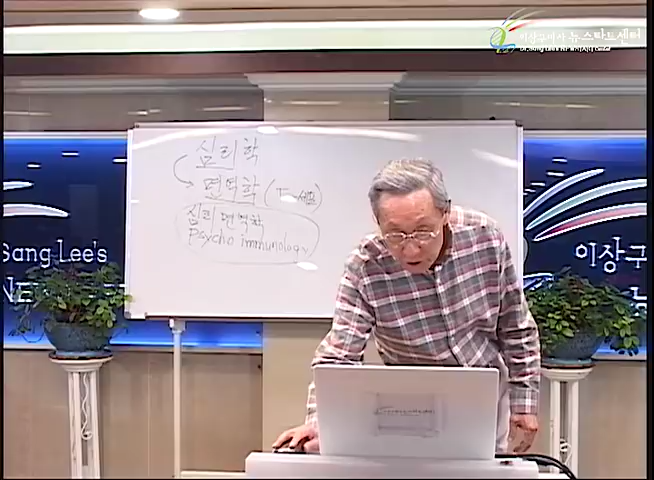 이상구박사 뉴스타트센터
심리학
면역학 (T-세포)
심리 면역학
Psycho immunology
Sang Lee's
이상구